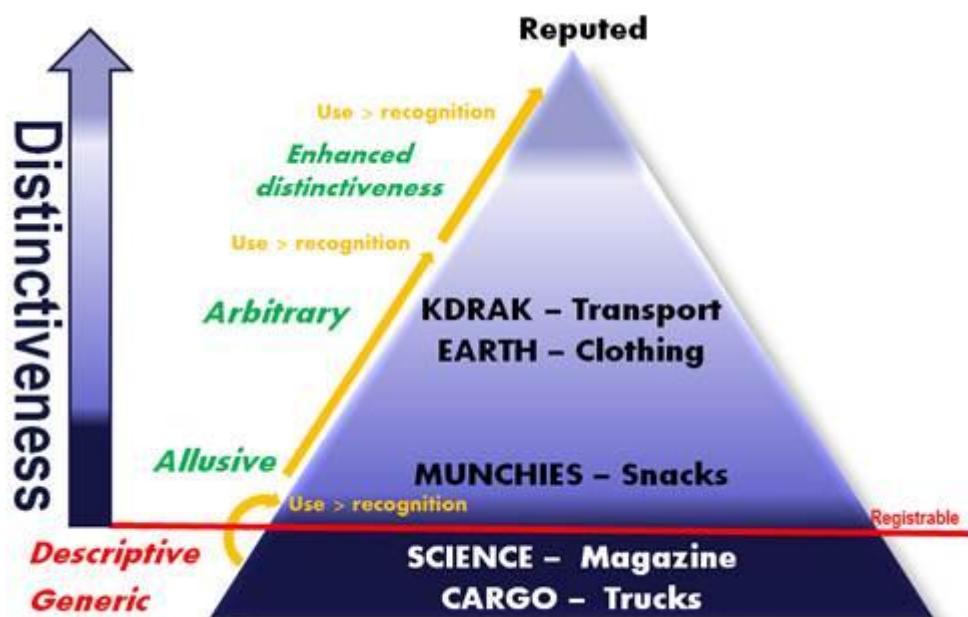 Reputed
Distinctiveness
Use > recognition
Enhanced
distinctiveness
Use > recognition
Arbitrary
KDRAK – Transport
EARTH – Clothing
Allusive
MUNCHIES – Snacks
Use > recognition
Registrable
Descriptive
SCIENCE – Magazine
Generic
CARGO – Trucks